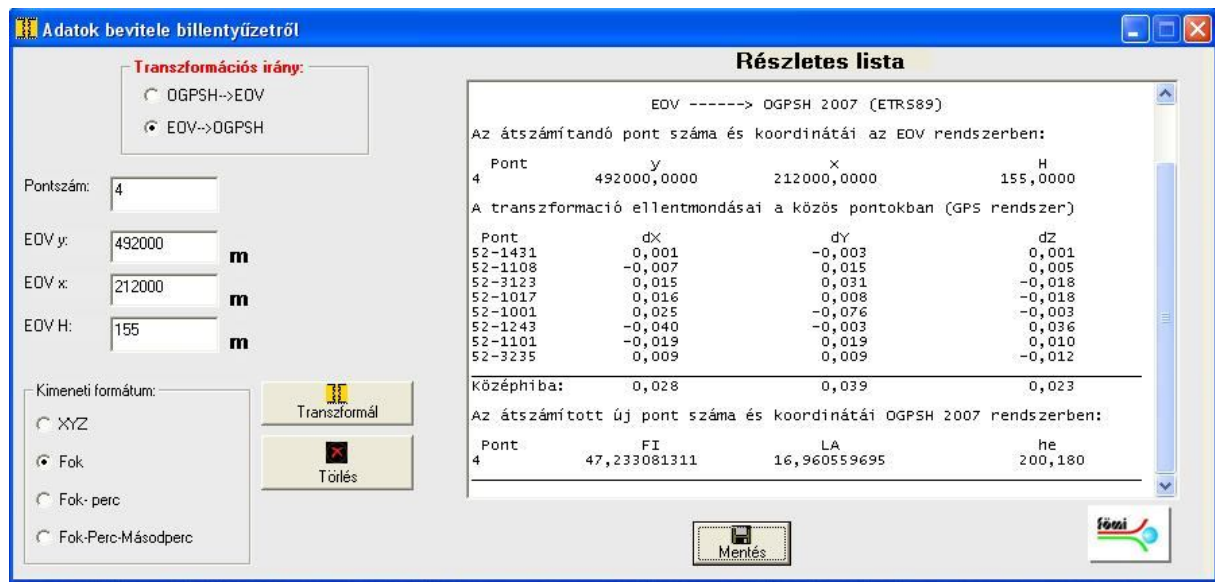 Adatok bevitele billentyűzetről
Transzformációs irány:
OGPSH-->EOV
EOV-->OGPSH
Pontszám:
4
EOV y:
492000
m
EOV x:
212000
m
EOV H:
155
m
Kimeneti formátum:
XYZ
Fok
Fok- perc
Fok-Perc-Másodperc
Transzformál
Törlés
Részletes lista
EOV ------> OGPSH 2007 (ETRS89)
Az átszámítandó pont száma és koordinátái az EOV rendszerben:
Pont y x H
4 492000,0000 212000,0000 155,0000
A transzformació ellentmondásai a közös pontokban (GPS rendszer)
Pont dX dY dZ
52-1431 0,001 -0,003 0,001
52-1108 -0,007 0,015 0,005
52-3123 0,015 0,031 -0,018
52-1017 0,016 0,008 -0,018
52-1001 0,025 -0,076 -0,003
52-1243 -0,040 -0,003 0,036
52-1101 -0,019 0,019 0,010
52-3235 0,009 0,009 -0,012
Középhiba: 0,028 0,039 0,023
Az átszámított új pont száma és koordinátái OGPSH 2007 rendszerben:
Pont FI LA he
4 47,233081311 16,960559695 200,180
Mentés
fömi